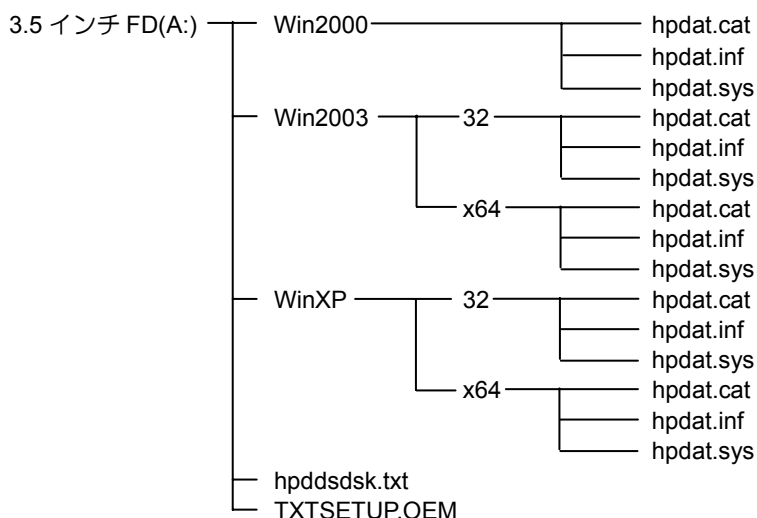 3.5 インチ FD(A:) Win2000 hpdat.cat
hpdat.inf
hpdat.sys
Win2003 32 hpdat.cat
hpdat.inf
hpdat.sys
x64 hpdat.cat
hpdat.inf
hpdat.sys
WinXP 32 hpdat.cat
hpdat.inf
hpdat.sys
x64 hpdat.cat
hpdat.inf
hpdat.sys
hpddsdsk.txt
TXTSETUP.OEM